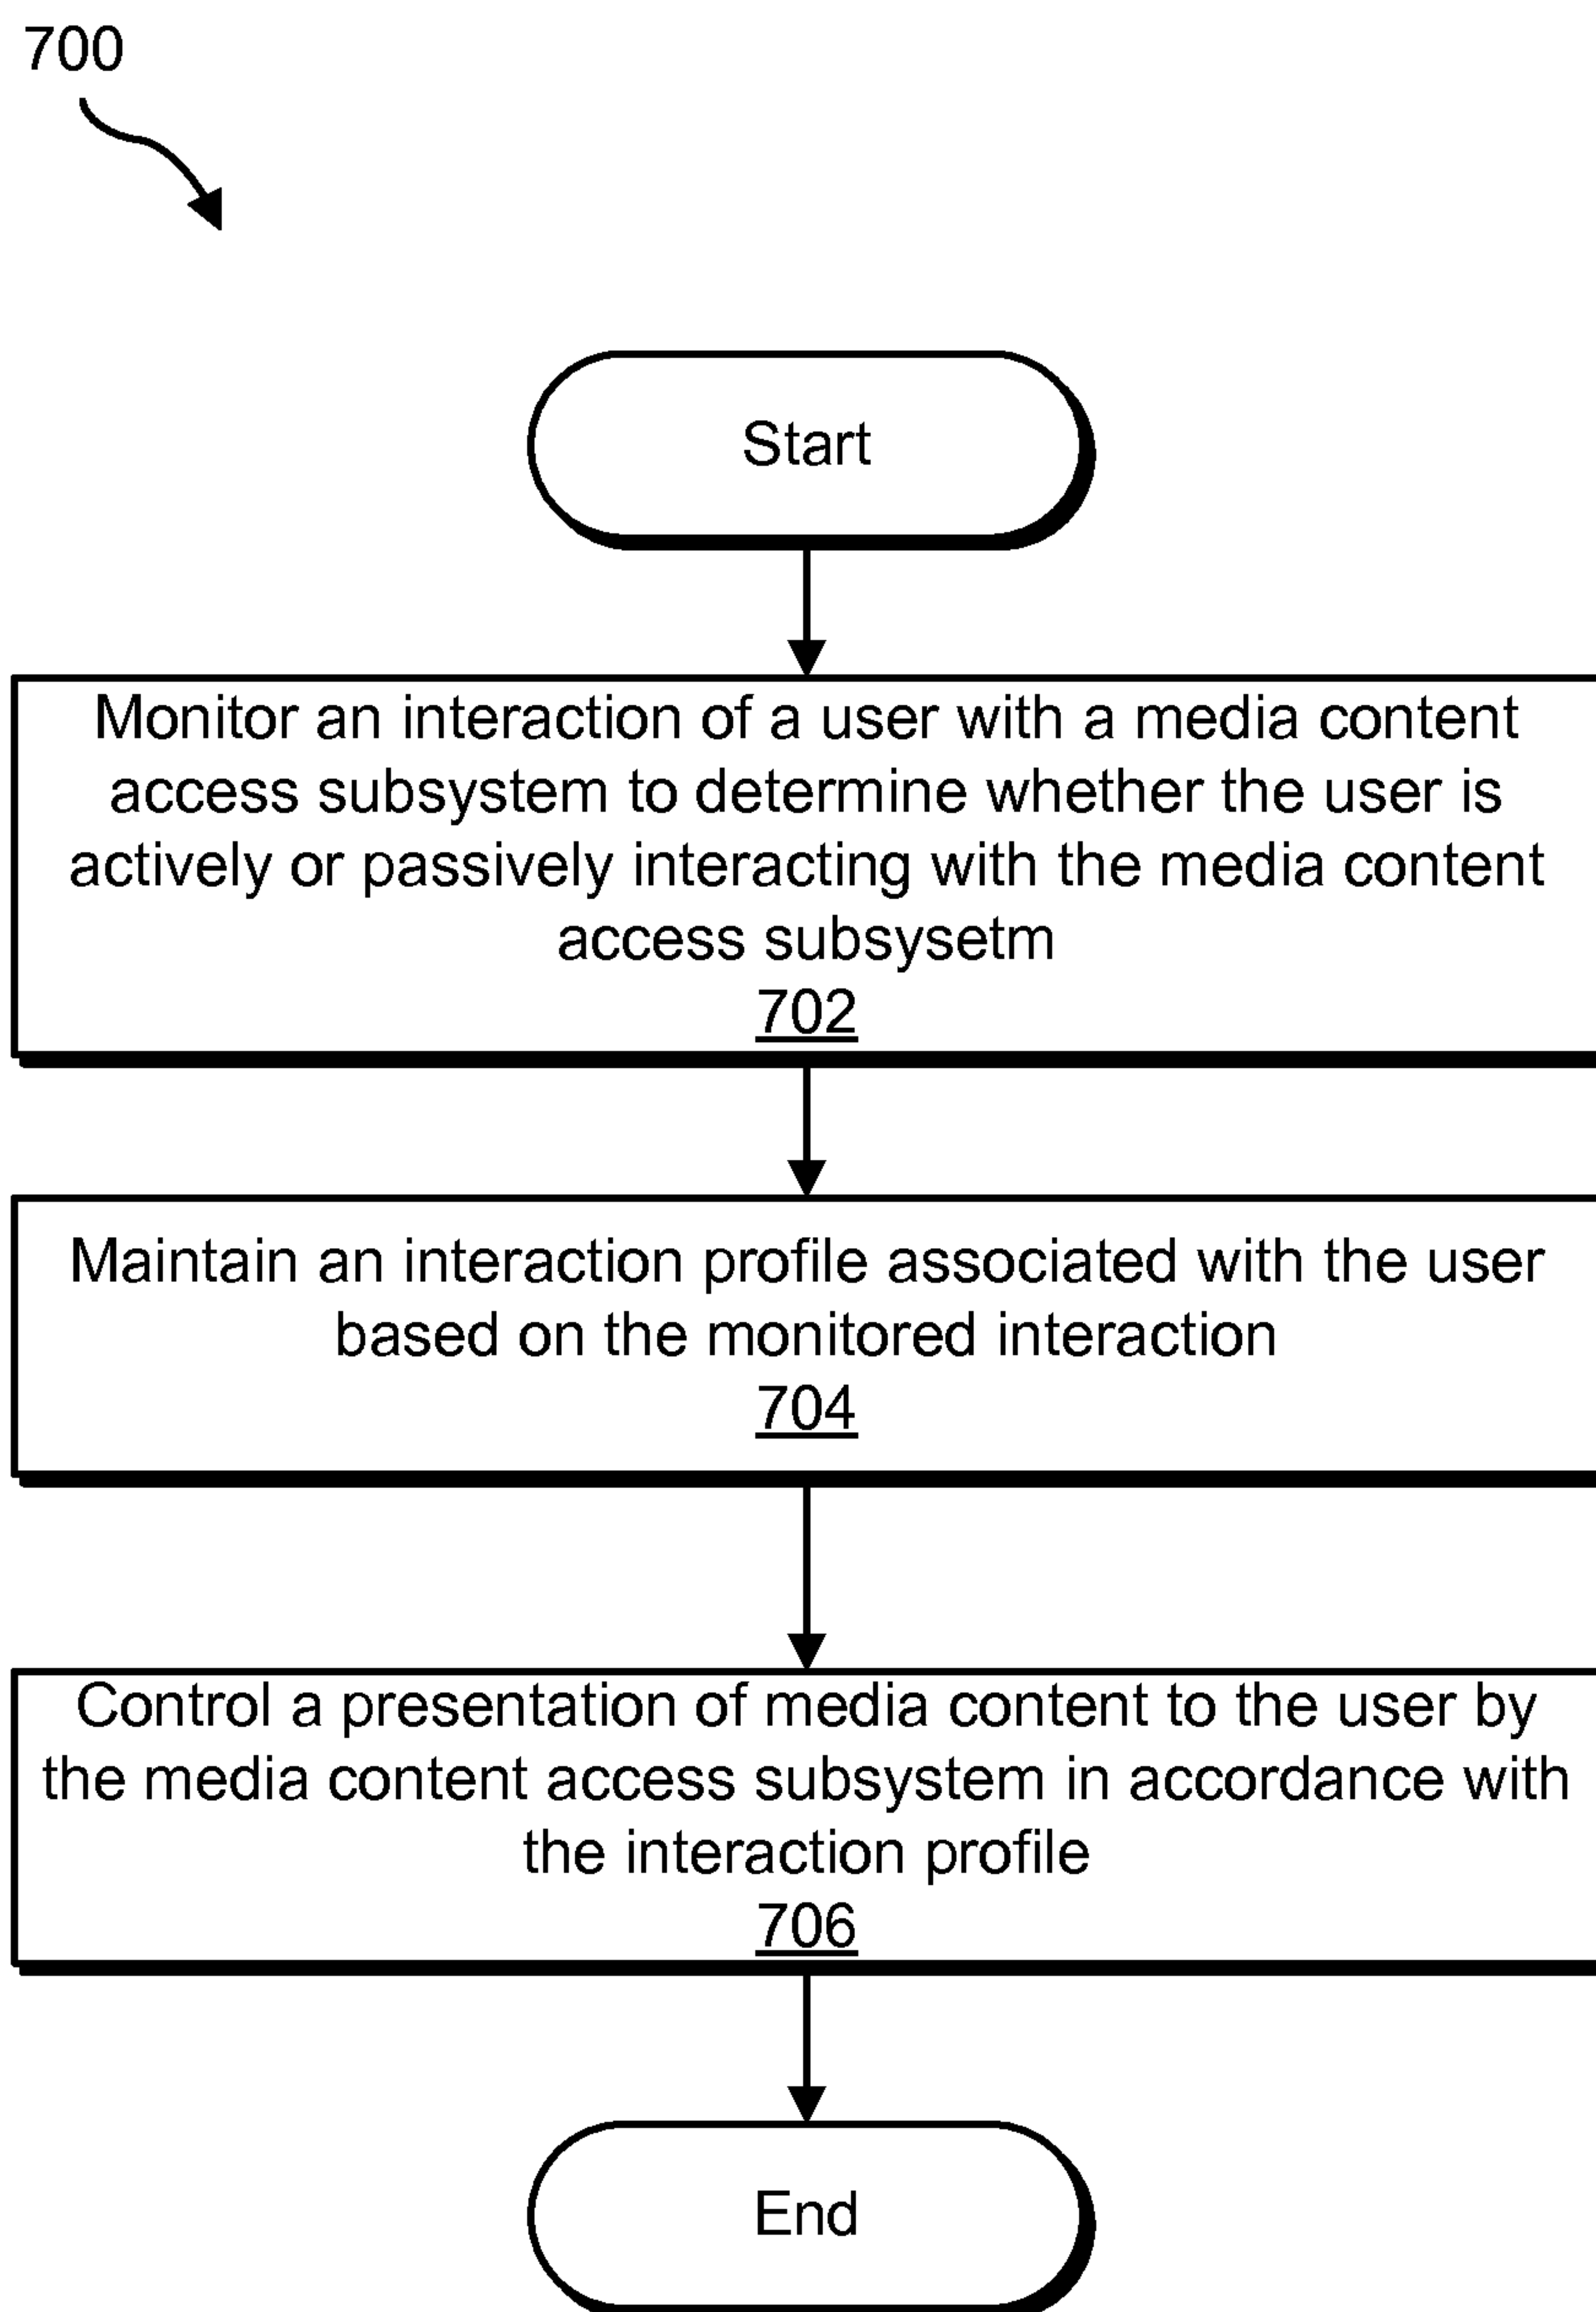 700
Start
Monitor an interaction of a user with a media content
access subsystem to determine whether the user is
actively or passively interacting with the media content
access subsysetm
702
Maintain an interaction profile associated with the user
based on the monitored interaction
704
Control a presentation of media content to the user by
the media content access subsystem in accordance with
the interaction profile
706
End